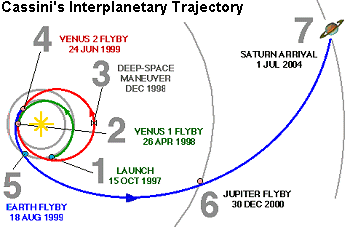 Cassini's Interplanetary Trajectory
4
VENUS 2 FLYBY
24 JUN 1999
7
SATURN ARRIVAL
1 JUL 2004
3
DEEP-SPACE
MANEUVER
DEC 1998
2
VENUS 1 FLYBY
26 APR 1998
1
LAUNCH
15 OCT 1997
5
EARTH FLYBY
18 AUG 1999
6
JUPITER FLYBY
30 DEC 2000